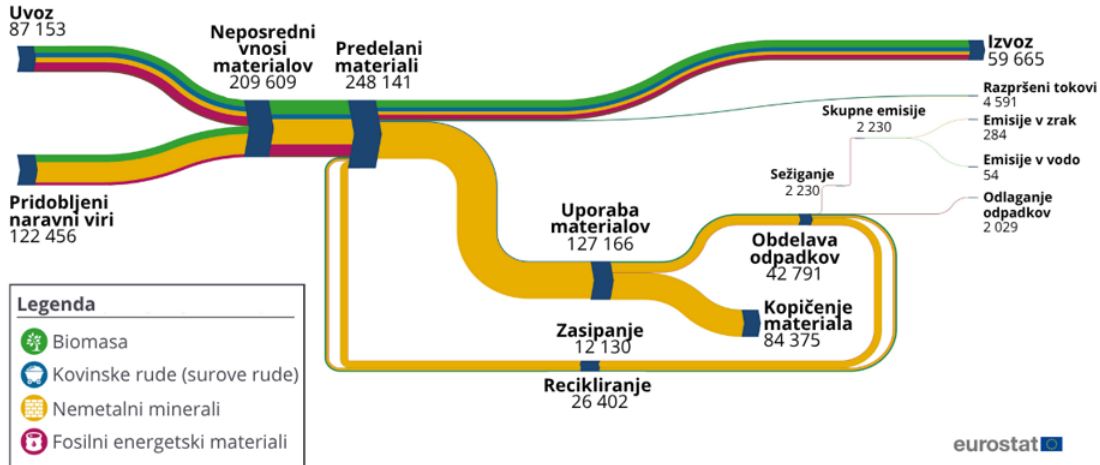 Uvoz
87 153
Neposredni
vnosi
materialov
209 609
Predelani
materiali
248 141
Izvoz
59 665
Razpršeni tokovi
4 591
Skupne emisije
2 230
Emisije v zrak
284
Emisije v vodo
54
Sežiganje
2 230
Odlaganje
odpadkov
2 029
Pridobljeni
naravni viri
122 456
Uporaba
materialov
127 166
Obdelava
odpadkov
42 791
Kopičenje
materiala
84 375
Zasipanje
12 130
Recikliranje
26 402
Legenda
Biomasa
Kovinske rude (surove rude)
Nemetalni minerali
Fosilni energetski materiali
eurostat